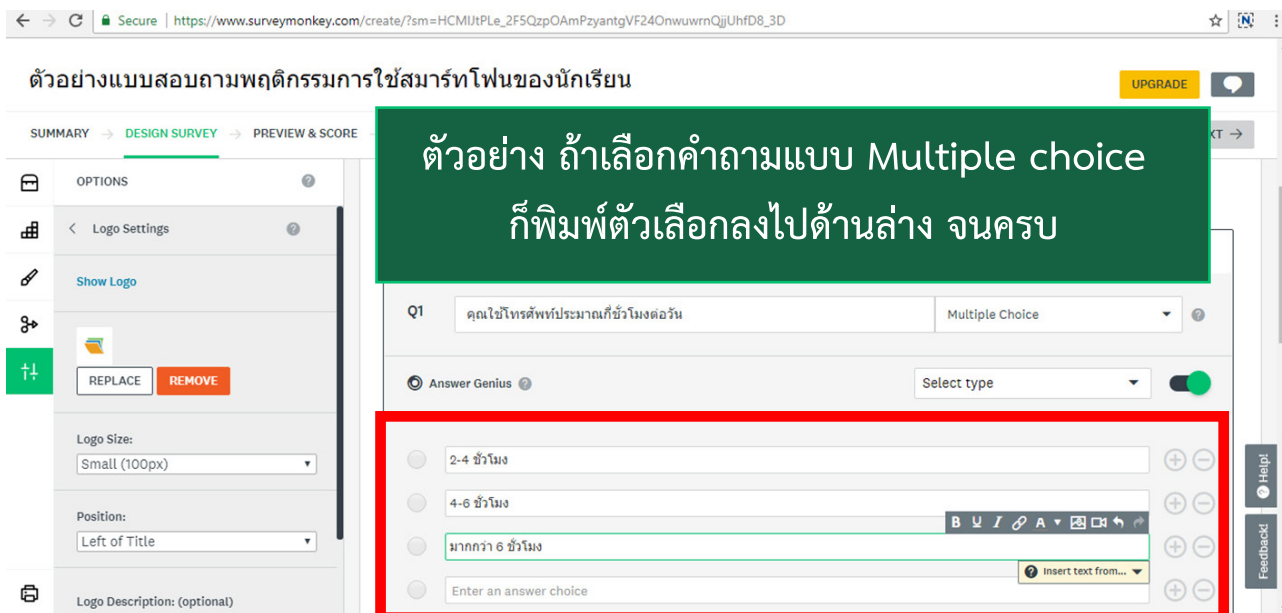 Secure | https://www.surveymonkey.com/create/?sm=HCMIJtPLe_2F5QzpOAmPzyantgVF24OnwuwrnQjjUhfD8_3D
ตัวอย่างแบบสอบถามพฤติกรรมการใช้สมาร์ทโฟนของนักเรียน
UPGRADE
SUMMARY → DESIGN SURVEY → PREVIEW & SCORE
ตัวอย่าง ถ้าเลือกคำถามแบบ Multiple choice
ก็พิมพ์ตัวเลือกลงไปด้านล่าง จนครบ
OPTIONS
Logo Settings
Show Logo
REPLACE REMOVE
Logo Size:
Small (100px)
Position:
Left of Title
Logo Description: (optional)
Q1 คุณใช้โทรศัพท์ประมาณกี่ชั่วโมงต่อวัน Multiple Choice
Answer Genius Select type
2-4 ชั่วโมง
4-6 ชั่วโมง
B U I A
มากกว่า 6 ชั่วโมง
Insert text from...
Enter an answer choice
Help!
Feedback!